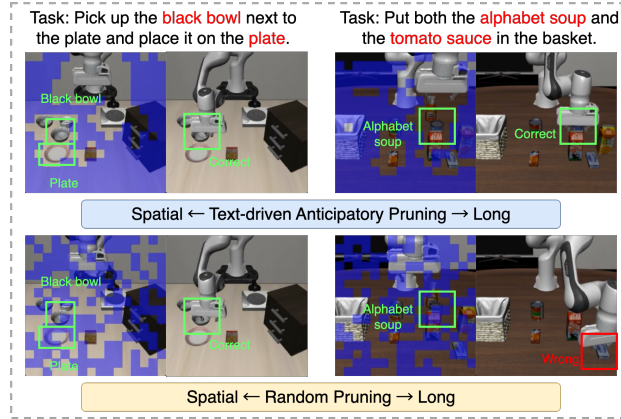 Task: Pick up the black bowl next to
the plate and place it on the plate.
Task: Put both the alphabet soup and
the tomato sauce in the basket.
Black bowl
Plate
Correct
Alphabet
soup
Correct
Spatial ← Text-driven Anticipatory Pruning → Long
Black bowl
Plate
Correct
Alphabet
soup
Wrong
Spatial ← Random Pruning → Long